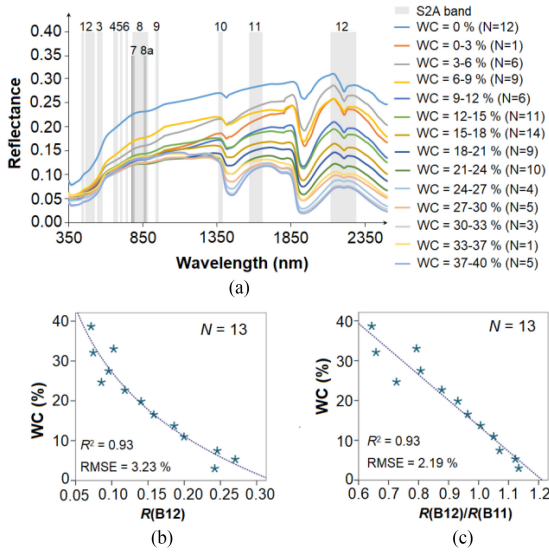 (a)
S2A band
12 3 456 8 9 10 11 12
7 8a
0.40
0.35
0.30
0.25
0.20
0.15
0.10
0.05
0.00
Reflectance
350 850 1350 1850 2350
Wavelength (nm)
WC = 0 % (N=12)
WC = 0-3 % (N=1)
WC = 3-6 % (N=6)
WC = 6-9 % (N=9)
WC = 9-12 % (N=6)
WC = 12-15 % (N=11)
WC = 15-18 % (N=14)
WC = 18-21 % (N=9)
WC = 21-24 % (N=10)
WC = 24-27 % (N=4)
WC = 27-30 % (N=5)
WC = 30-33 % (N=3)
WC = 33-37 % (N=1)
WC = 37-40 % (N=5)
(a)
(b)
N = 13
40
30
20
10
0
WC (%)
R² = 0.93
RMSE = 3.23 %
0.05 0.10 0.15 0.20 0.25 0.30
R(B12)
(b)
(c)
N = 13
40
30
20
10
0
WC (%)
R² = 0.93
RMSE = 2.19 %
0.6 0.7 0.8 0.9 1.0 1.1 1.2
R(B12)/R(B11)
(c)